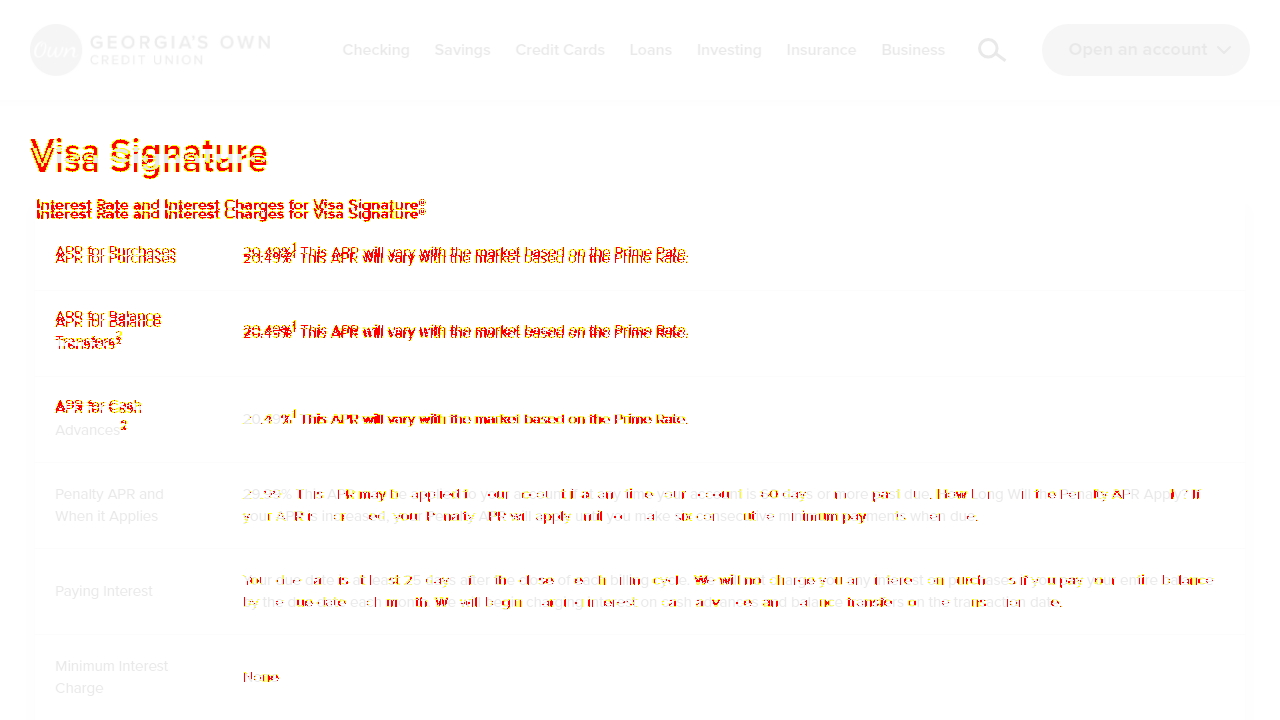 Own GEORGIA'S OWN
CREDIT UNION
Checking Savings Credit Cards Loans Investing Insurance Business Open an account
Visa Signature
Interest Rate and Interest Charges for Visa Signature®
APR for Purchases 20.49%¹ This APR will vary with the market based on the Prime Rate.
APR for Balance
Transfers² 20.49%¹ This APR will vary with the market based on the Prime Rate.
APR for Cash
Advances² 20.49%¹ This APR will vary with the market based on the Prime Rate.
Penalty APR and
When it Applies
29.99% This APR may be applied to your account if at any time your account is 60 days or more past due. How Long Will the Penalty APR Apply? If
your APR is increased, your Penalty APR will apply until you make six consecutive minimum payments when due.
Paying Interest
Your due date is at least 25 days after the close of each billing cycle. We will not charge you any interest on purchases if you pay your entire balance
by the due date each month. We will begin charging interest on cash advances and balance transfers on the transaction date.
Minimum Interest
Charge
None